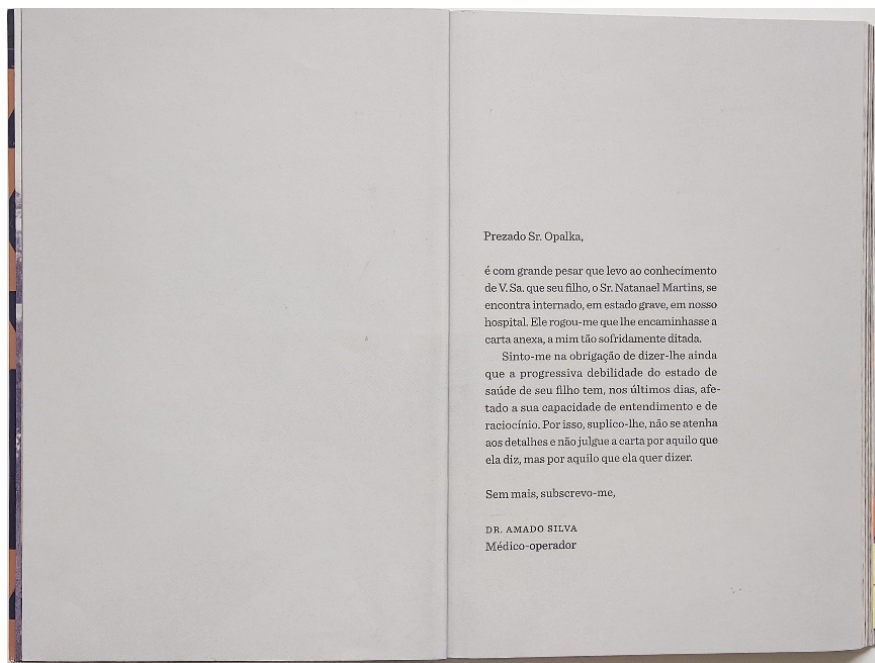 Prezado Sr. Opalka,
é com grande pesar que levo ao conhecimento
de V. Sa. que seu filho, o Sr. Natanael Martins, se
encontra internado, em estado grave, em nosso
hospital. Ele rogou-me que lhe encaminhasse a
carta anexa, a mim tão sofridamente ditada.
Sinto-me na obrigação de dizer-lhe ainda
que a progressiva debilidade do estado de
saúde de seu filho tem, nos últimos dias, afe-
tado a sua capacidade de entendimento e de
raciocínio. Por isso, suplico-lhe, não se atenha
aos detalhes e não julgue a carta por aquilo que
ela diz, mas por aquilo que ela quer dizer.
Sem mais, subscrevo-me,
DR. AMADO SILVA
Médico-operador